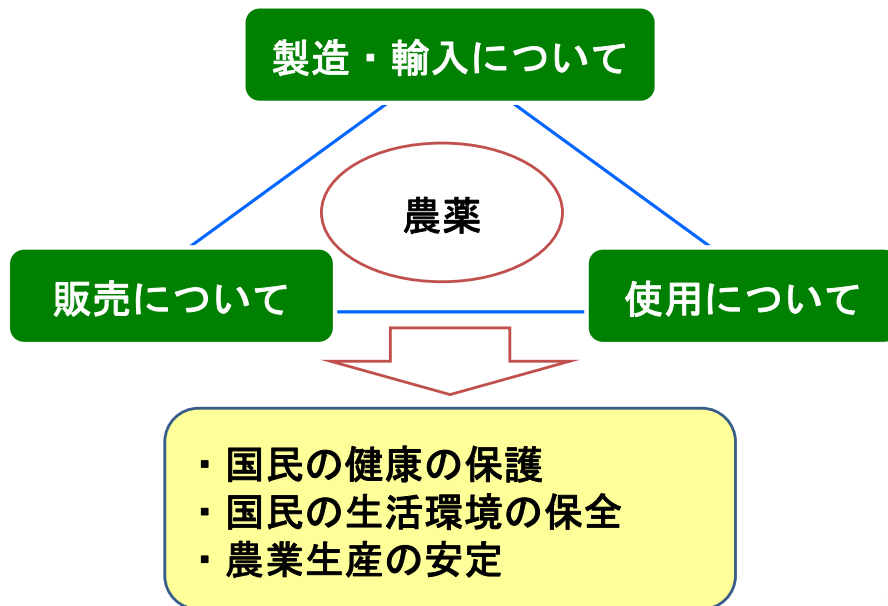 製造・輸入について
農薬
販売について
使用について
・国民の健康の保護
・国民の生活環境の保全
・農業生産の安定